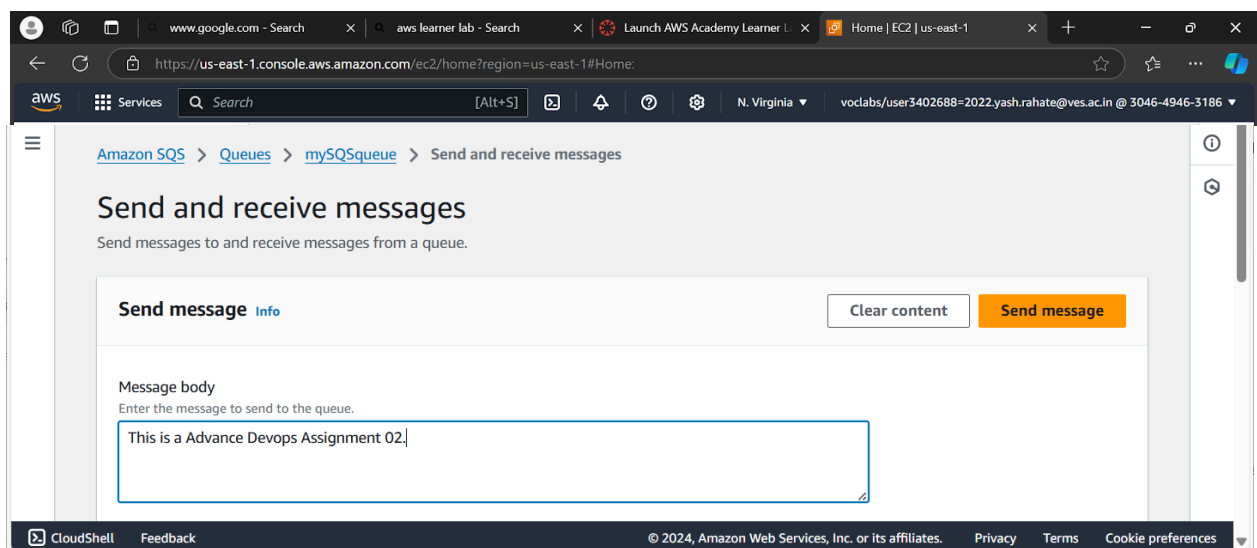 www.google.com - Search aws learner lab - Search Launch AWS Academy Learner L Home | EC2 | us-east-1
https://us-east-1.console.aws.amazon.com/ec2/home?region=us-east-1#Home:
aws Services Search [Alt+S] N. Virginia voclabs/user3402688=2022.yash.rahate@ves.ac.in @ 3046-4946-3186
Amazon SQS > Queues > mySQSqueue > Send and receive messages
Send and receive messages
Send messages to and receive messages from a queue.
Send message Info Clear content Send message
Message body
Enter the message to send to the queue.
This is a Advance Devops Assignment 02.
CloudShell Feedback © 2024, Amazon Web Services, Inc. or its affiliates. Privacy Terms Cookie preferences